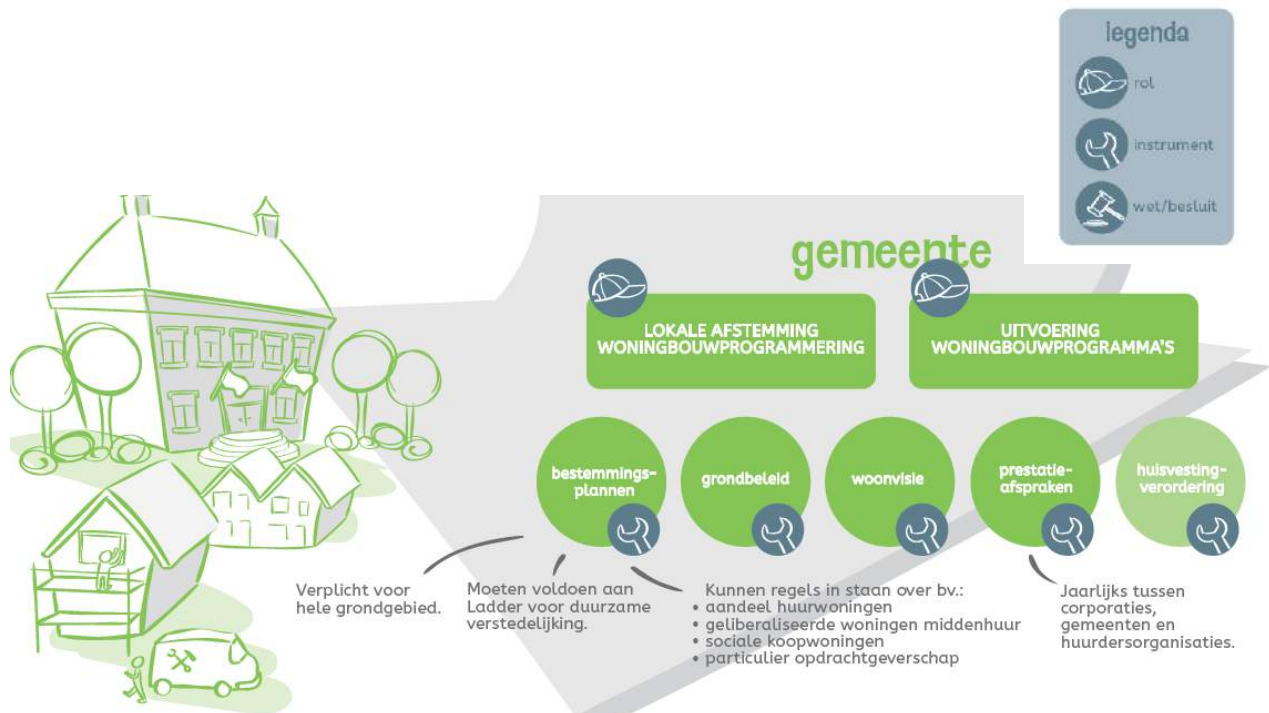 legenda
rol
instrument
wet/besluit
gemeente
LOKALE AFSTEMMING
WONINGBOUWPROGRAMMERING
UITVOERING
WONINGBOUWPROGRAMMA'S
bestemmings-
plannen
grondbeleid
woonvisie
prestatie-
afspraken
huisvesting-
verordening
Verplicht voor
hele grondgebied.
Moeten voldoen aan
Ladder voor duurzame
verstedelijking.
Kunnen regels in staan over bv.:
• aandeel huurwoningen
• geliberaliseerde woningen middenhuur
• sociale koopwoningen
• particulier opdrachtgeverschap
Jaarlijks tussen
corporaties,
gemeenten en
huurdersorganisaties.